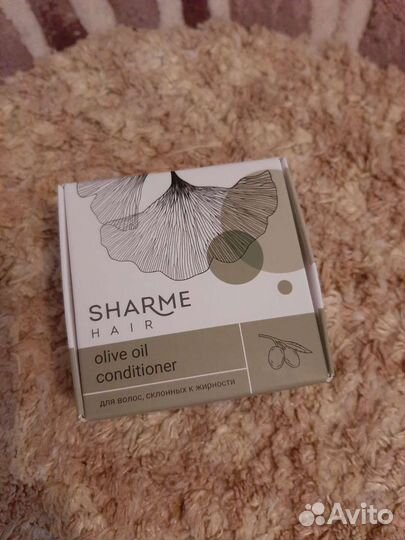 SHARME
HAIR
olive oil
conditioner
для волос, склонных к жирности
Avito